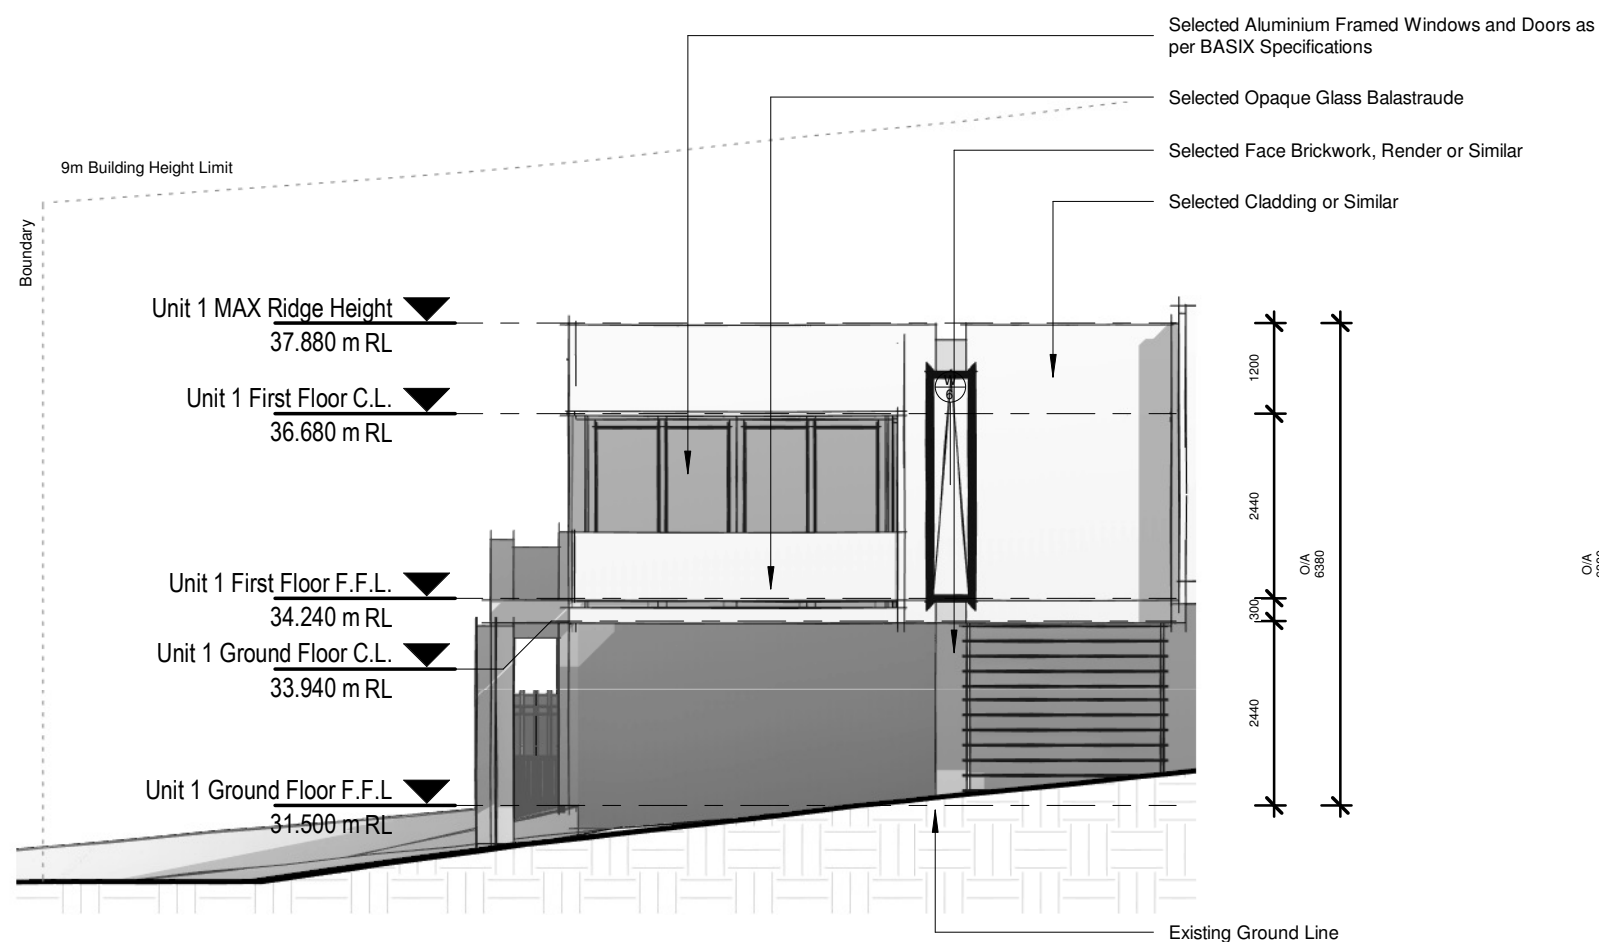 Selected Aluminium Framed Windows and Doors as
per BASIX Specifications
Selected Opaque Glass Balastraude
Selected Face Brickwork, Render or Similar
Selected Cladding or Similar
9m Building Height Limit
Boundary
Unit 1 MAX Ridge Height
37.880 m RL
Unit 1 First Floor C.L.
36.680 m RL
Unit 1 First Floor F.F.L.
34.240 m RL
Unit 1 Ground Floor C.L.
33.940 m RL
Unit 1 Ground Floor F.F.L
31.500 m RL
W
6
1200
2440
300
2440
O/A
6380
O/A
Existing Ground Line